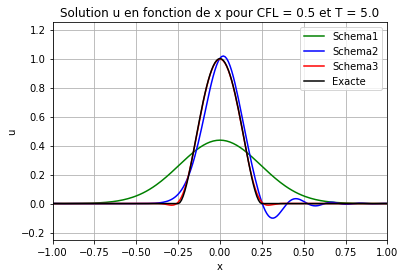 Solution u en fonction de x pour CFL = 0.5 et T = 5.0
Schema1
Schema2
Schema3
Exacte
u
1.2
1.0
0.8
0.6
0.4
0.2
0.0
−0.2
−1.00 −0.75 −0.50 −0.25 0.00 0.25 0.50 0.75 1.00
x